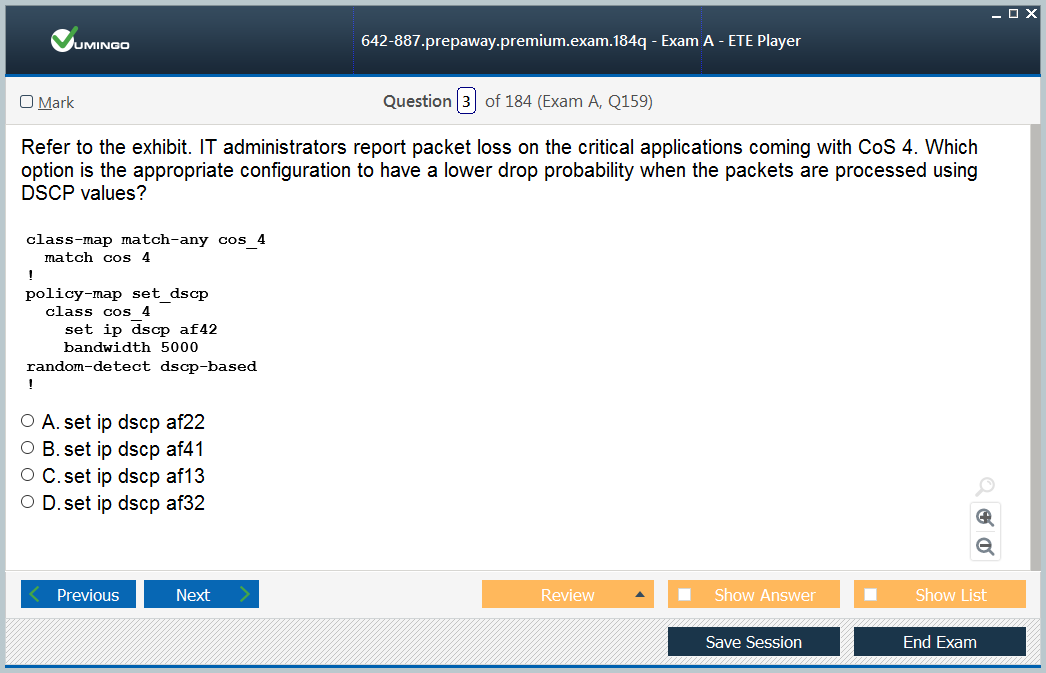 VUMINGO
642-887.prepaway.premium.exam.184q - Exam A - ETE Player
Mark
Question 3 of 184 (Exam A, Q159)
Refer to the exhibit. IT administrators report packet loss on the critical applications coming with CoS 4. Which
option is the appropriate configuration to have a lower drop probability when the packets are processed using
DSCP values?
class-map match-any cos_4
match cos 4
!
policy-map set_dscp
class cos_4
set ip dscp af42
bandwidth 5000
random-detect dscp-based
!
A. set ip dscp af22
B. set ip dscp af41
C. set ip dscp af13
D. set ip dscp af32
Previous
Next
Review
Show Answer
Show List
Save Session
End Exam